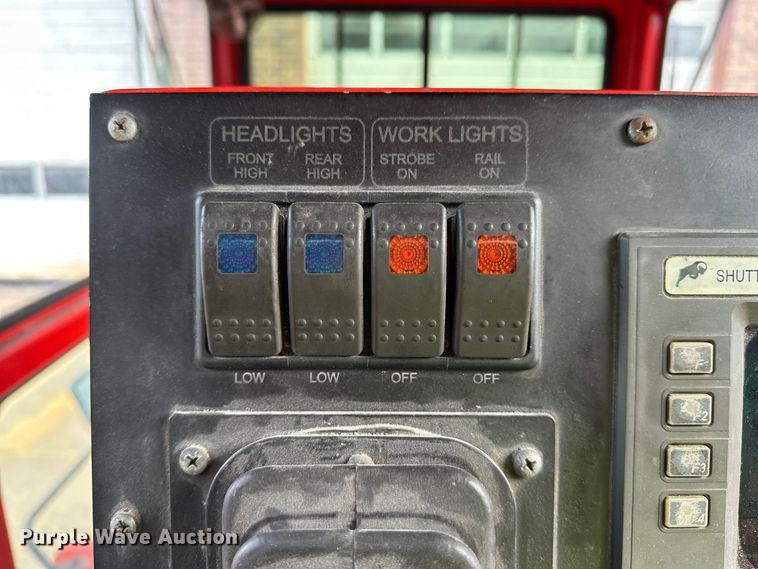 HEADLIGHTS WORK LIGHTS
FRONT HIGH REAR HIGH STROBE ON RAIL ON
LOW LOW OFF OFF
SHUTT
F2
F3
Purple Wave Auction